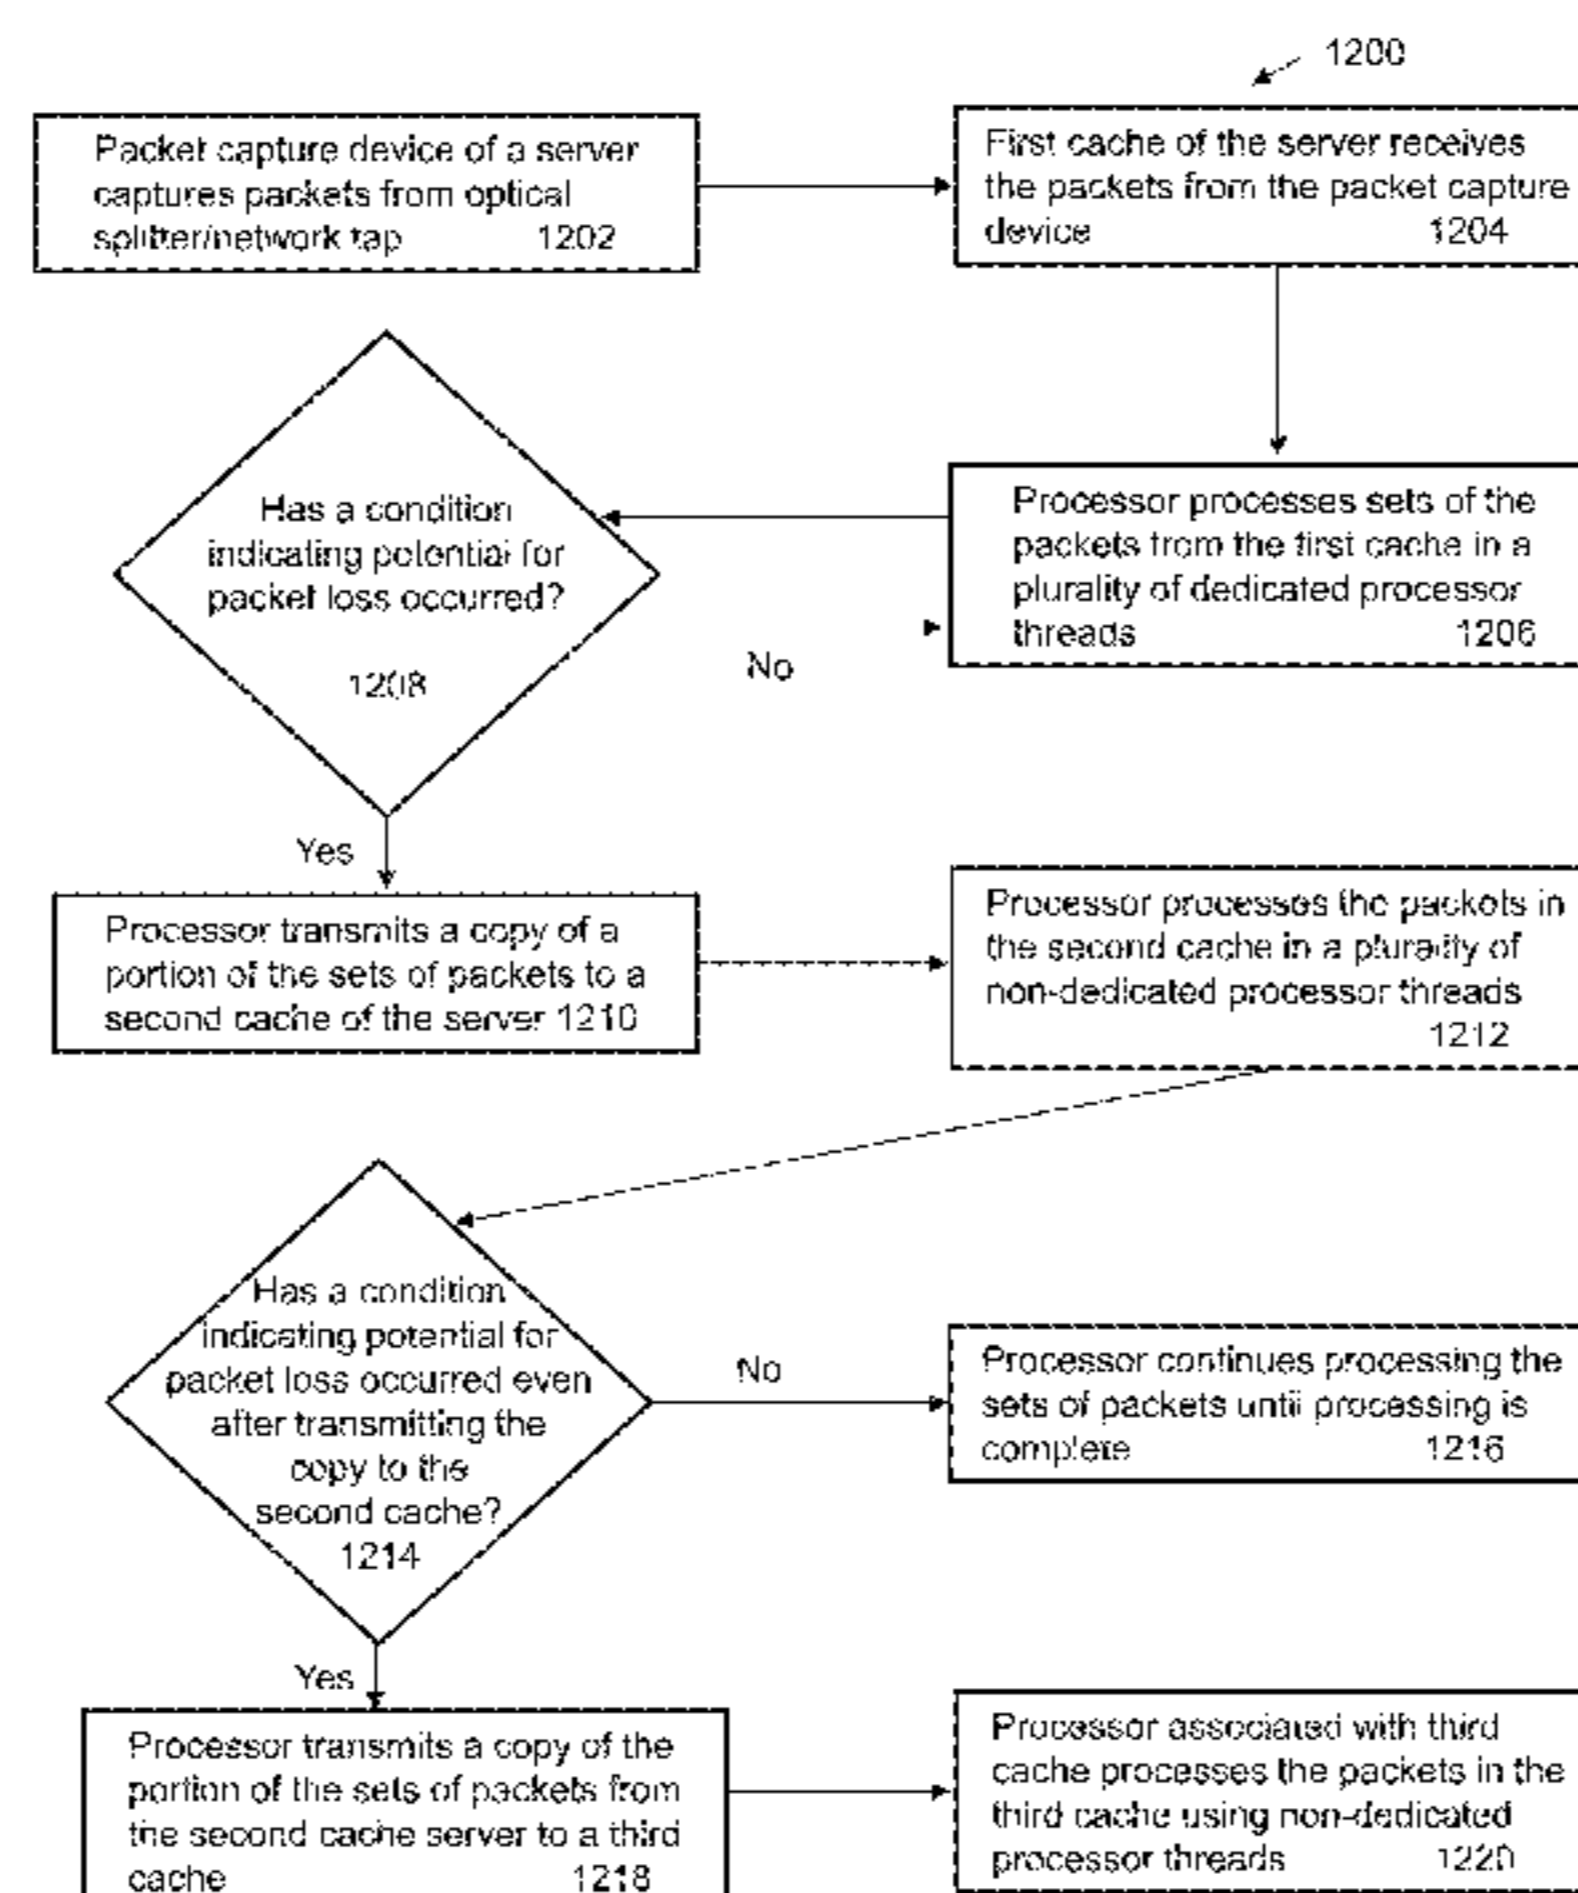 1200
Packet capture device of a server
captures packets from optical
splitter/network tap 1202
First cache of the server receives
the packets from the packet capture
device 1204
Processor processes sets of the
packets from the first cache in a
plurality of dedicated processor
threads 1206
Has a condition
indicating potential for
packet loss occurred?
1208
No
Yes
Processor transmits a copy of a
portion of the sets of packets to a
second cache of the server 1210
Processor processes the packets in
the second cache in a plurality of
non-dedicated processor threads
1212
Has a condition
indicating potential for
packet loss occurred even
after transmitting the
copy to the
second cache?
1214
No
Processor continues processing the
sets of packets until processing is
complete 1216
Yes
Processor transmits a copy of the
portion of the sets of packets from
the second cache server to a third
cache 1218
Processor associated with third
cache processes the packets in the
third cache using non-dedicated
processor threads 1220